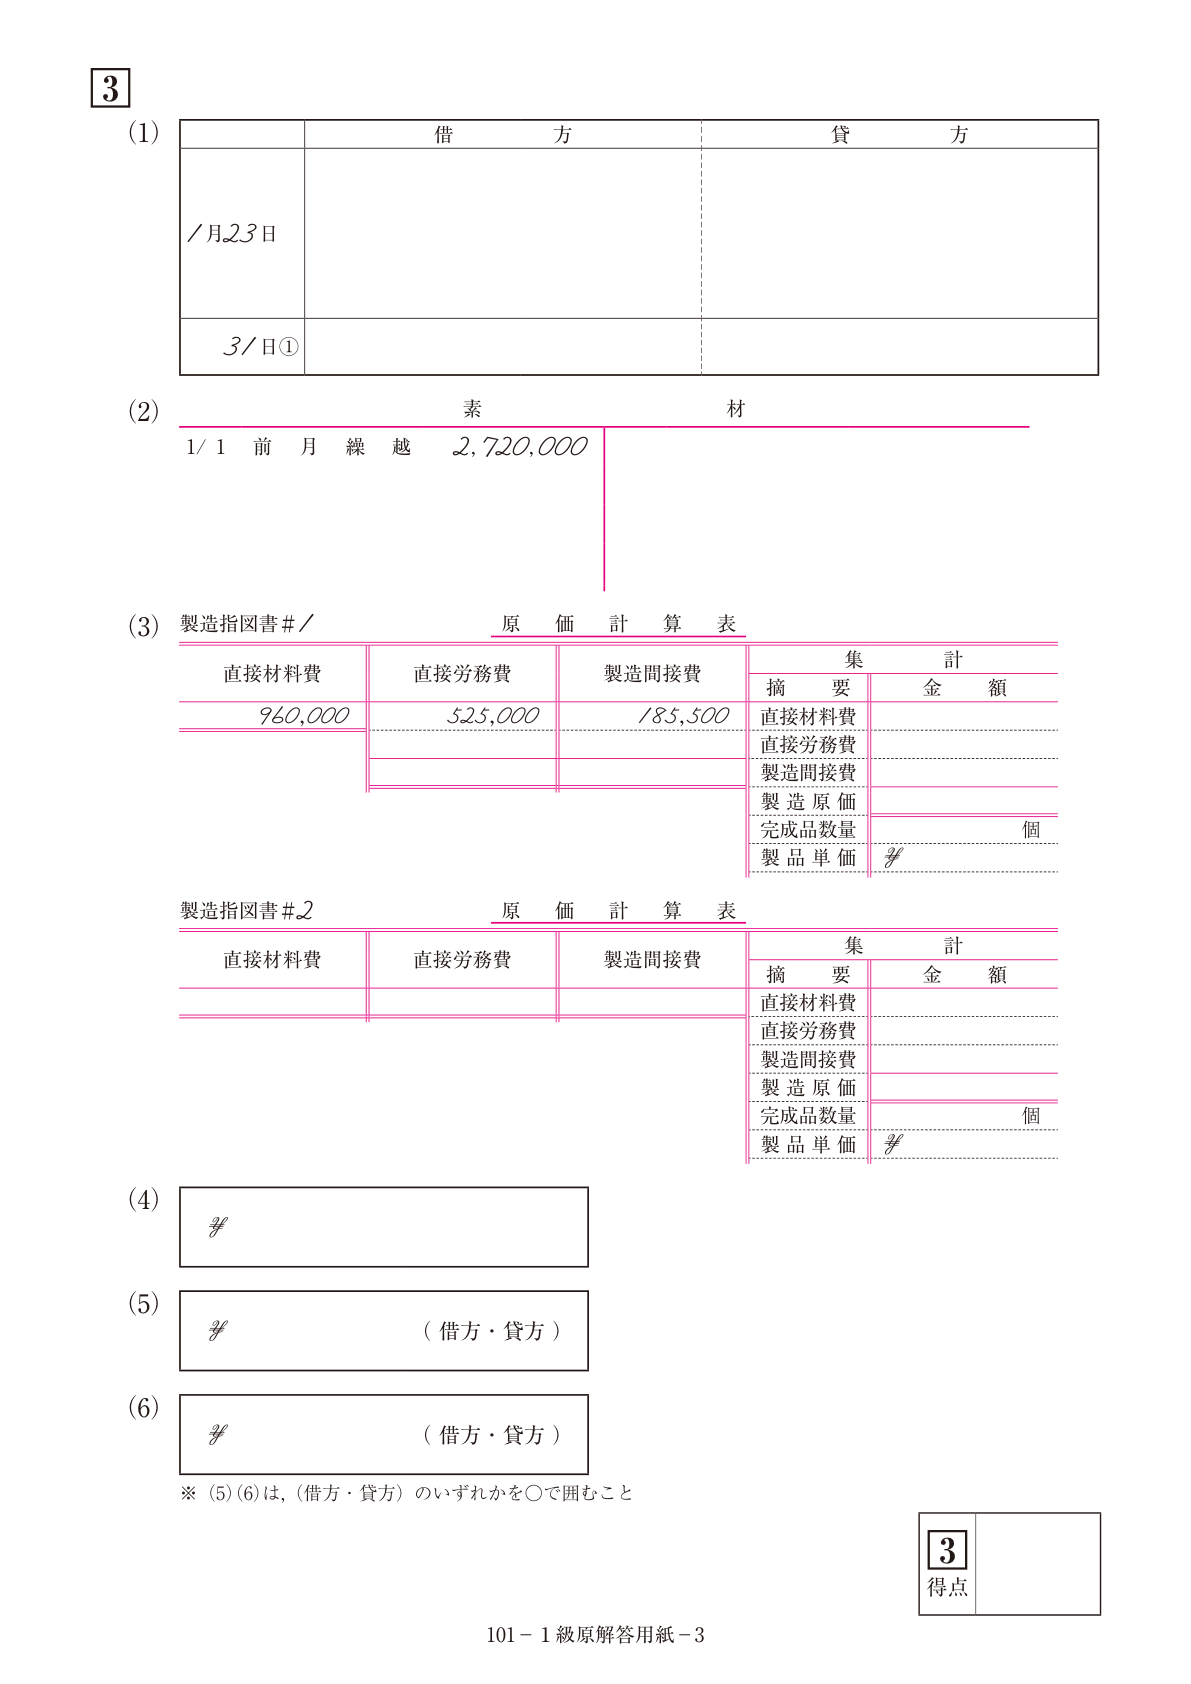 3
(1)
借方 貸方
1月23日
31日①
(2) 素材
1/1 前月繰越 2,720,000
(3) 製造指図書#1 原価計算表
直接材料費 直接労務費 製造間接費 集計
摘要 金額
960,000 525,000 185,500 直接材料費
直接労務費
製造間接費
製造原価
完成品数量 個
製品単価 ¥
製造指図書#2 原価計算表
直接材料費 直接労務費 製造間接費 集計
摘要 金額
直接材料費
直接労務費
製造間接費
製造原価
完成品数量 個
製品単価 ¥
(4) ¥
(5) ¥ (借方・貸方)
(6) ¥ (借方・貸方)
※(5)(6)は,(借方・貸方)のいずれかを○で囲むこと
3
得点
101-1級原解答用紙-3